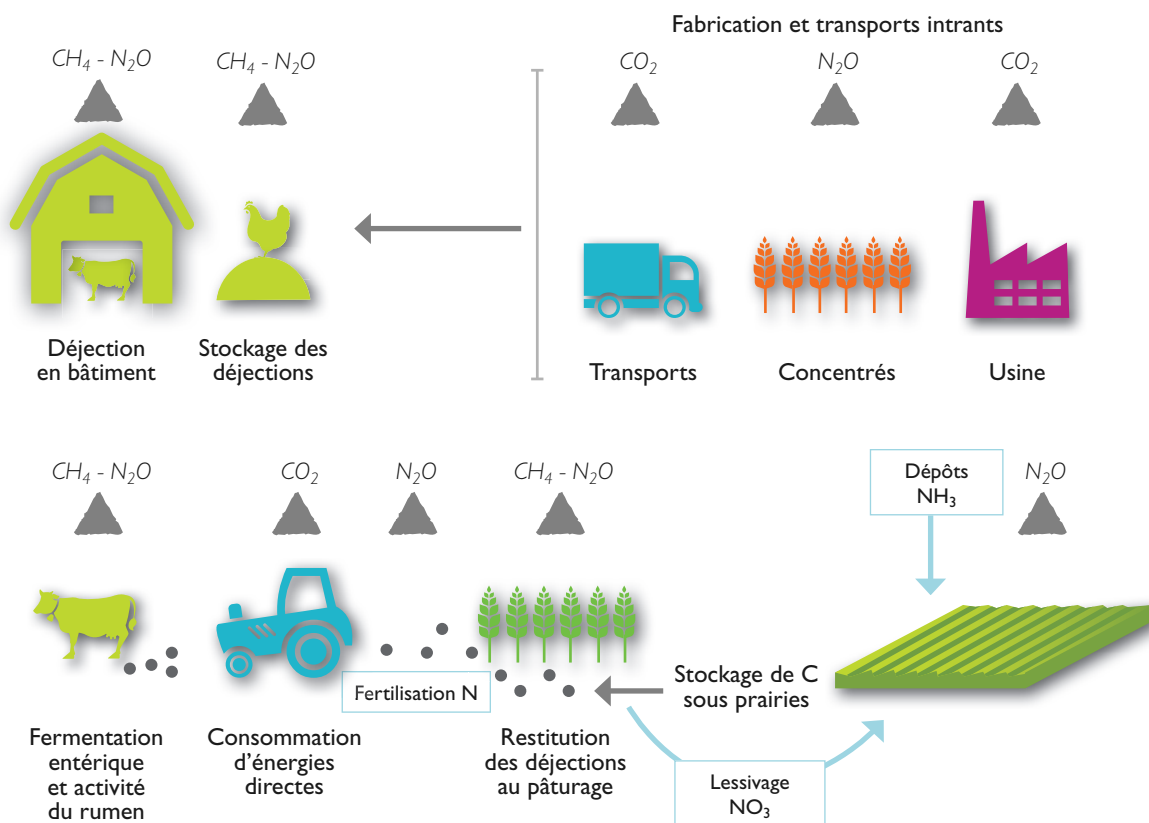 Fabrication et transports intrants
CH₄ - N₂O
CH₄ - N₂O
CO₂
N₂O
CO₂
Déjection
en bâtiment
Stockage des
déjections
Transports
Concentrés
Usine
CH₄ - N₂O
CO₂
N₂O
CH₄ - N₂O
Dépôts
NH₃
N₂O
Fertilisation N
Stockage de C
sous prairies
Fermentation
entérique
et activité
du rumen
Consommation
d'énergies
directes
Restitution
des déjections
au pâturage
Lessivage
NO₃